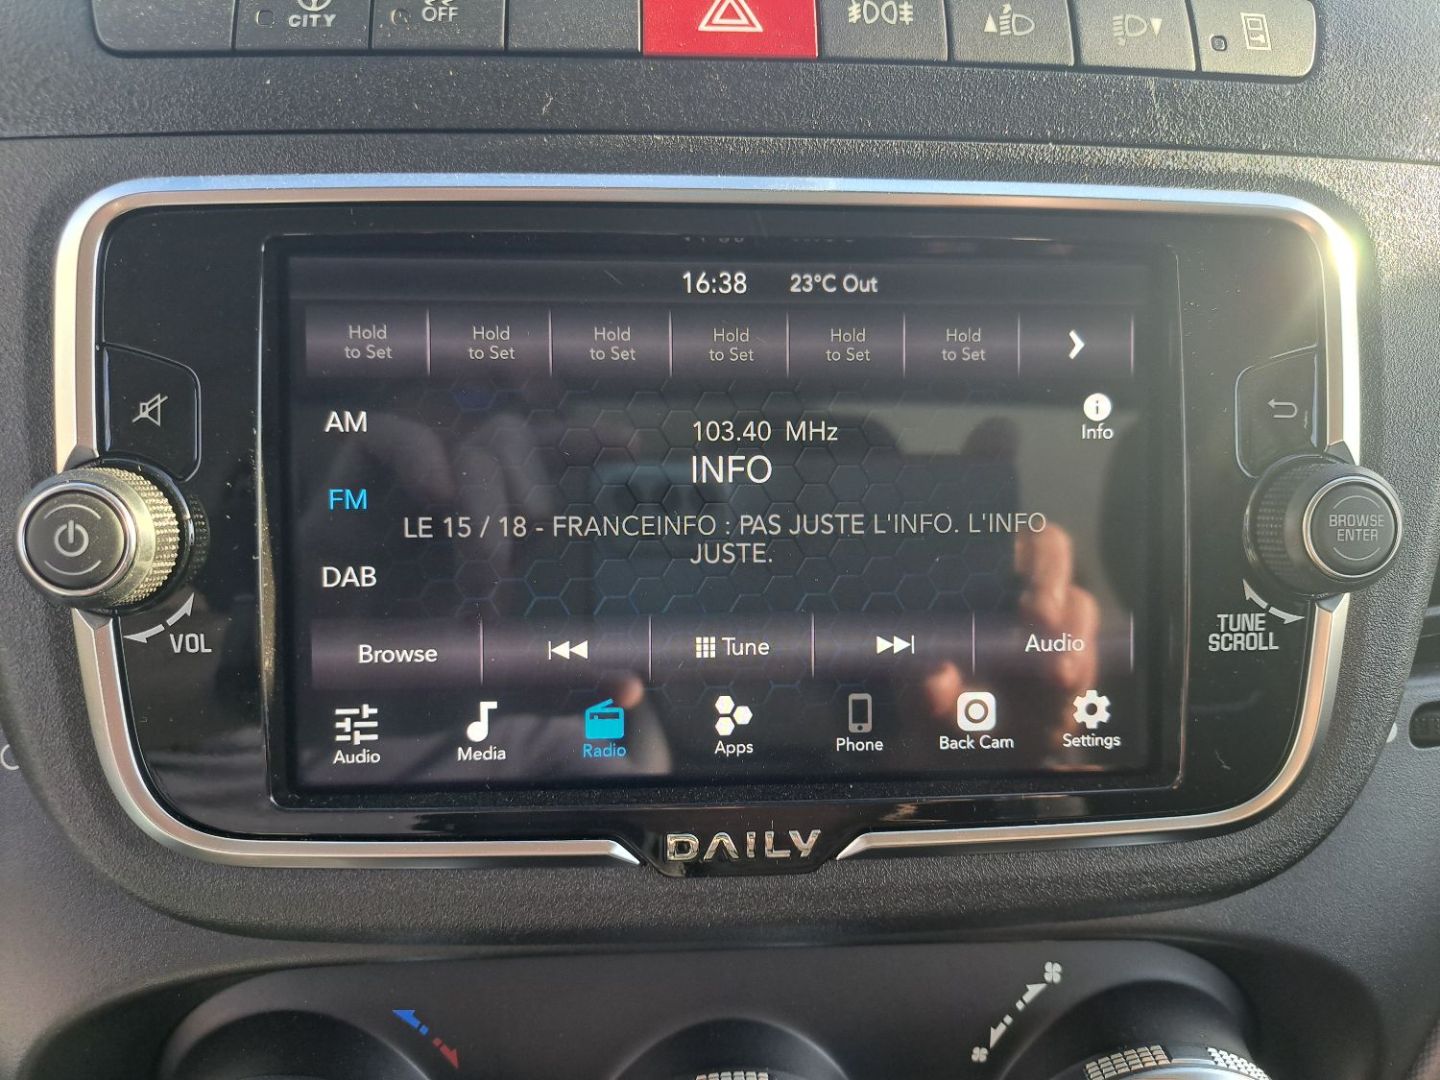 CITY
OFF
16:38 23°C Out
Hold to Set
Hold to Set
Hold to Set
Hold to Set
Hold to Set
Hold to Set
AM
103.40 MHz
Info
INFO
FM
LE 15 / 18 - FRANCEINFO : PAS JUSTE L'INFO. L'INFO
JUSTE.
BROWSE
ENTER
DAB
VOL
TUNE
SCROLL
Browse
Tune
Audio
Audio
Media
Radio
Apps
Phone
Back Cam
Settings
DAILY